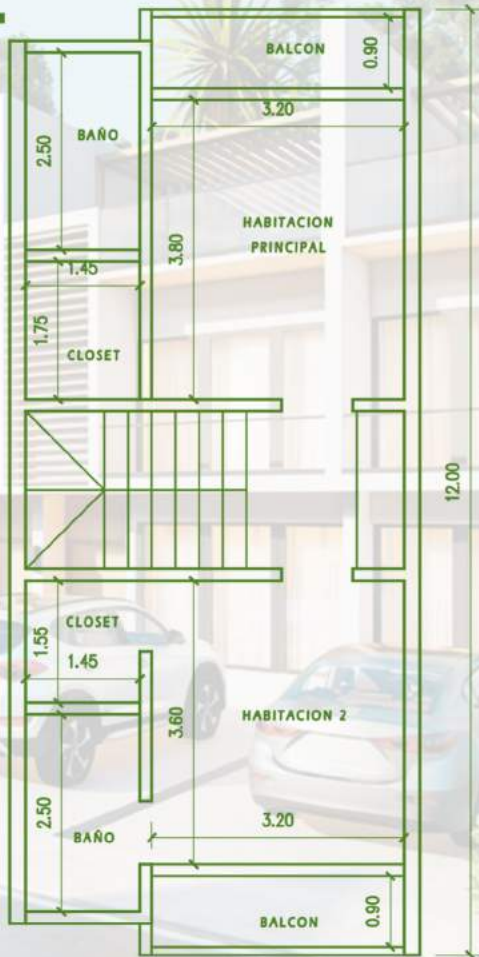 BALCON
0.90
3.20
2.50
BAÑO
HABITACION
PRINCIPAL
3.80
1.45
1.75
CLOSET
12.00
CLOSET
1.55
1.45
3.60
HABITACION 2
2.50
BAÑO
3.20
BALCON
0.90